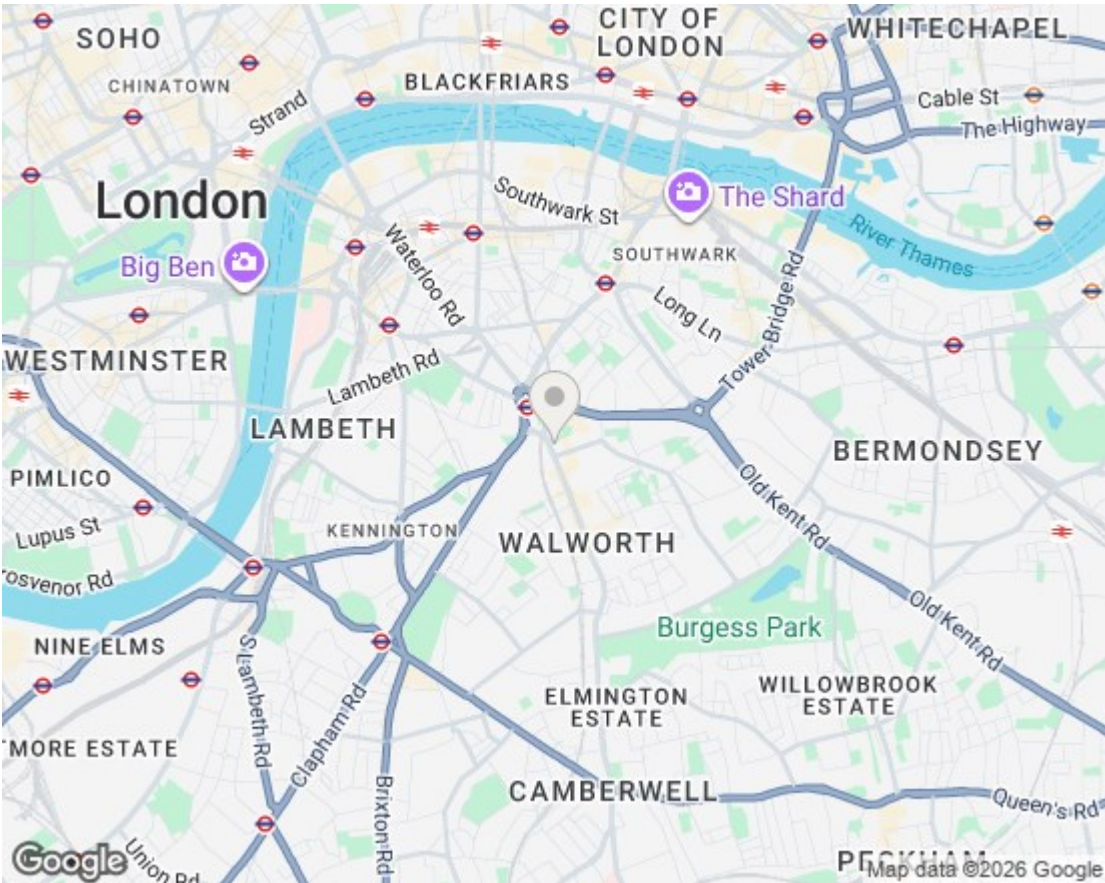 SOHO
CITY OF
LONDON
WHITECHAPEL
CHINATOWN
BLACKFRIARS
Strand
Cable St
The Highway
London
Southwark St
The Shard
Waterloo Rd
SOUTHWARK
River Thames
Big Ben
Long Ln
Tower Bridge Rd
WESTMINSTER
Lambeth Rd
LAMBETH
BERMONDSEY
PIMLICO
Old Kent Rd
Lupus St
KENNINGTON
WALWORTH
rosvenor Rd
Old Kent Rd
NINE ELMS
Burgess Park
S Lambeth Rd
Clapham Rd
ELMINGTON
ESTATE
WILLOWBROOK
ESTATE
TMORE ESTATE
Brixton Rd
CAMBERWELL
Queen's Rd
Union Rd
Google
PECKHAM
Map data ©2026 Google